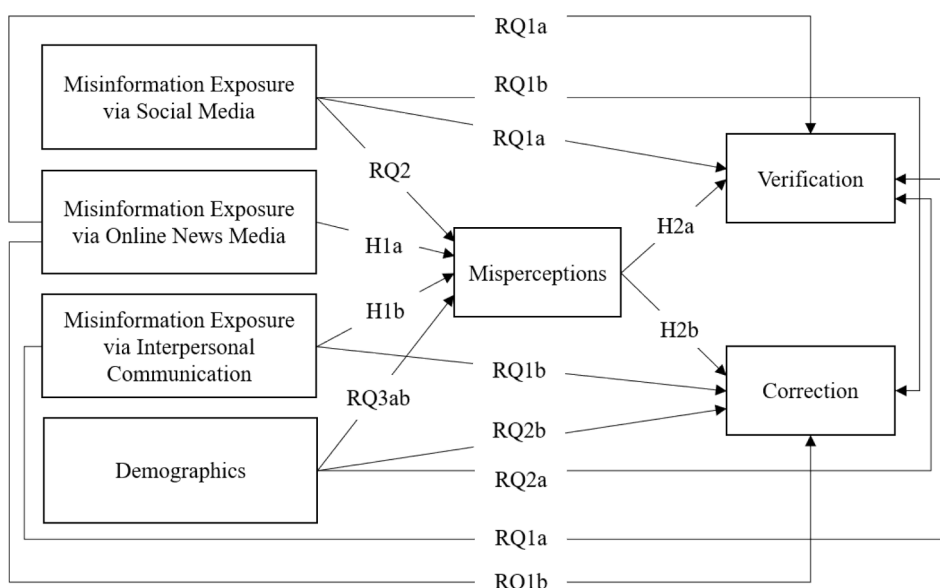 RQ1a
Misinformation Exposure
via Social Media
RQ1b
RQ1a
RQ2
Verification
Misinformation Exposure
via Online News Media
H1a
H2a
Misperceptions
H1b
H2b
Misinformation Exposure
via Interpersonal
Communication
RQ1b
Correction
RQ3ab
RQ2b
Demographics
RQ2a
RQ1a
RQ1b